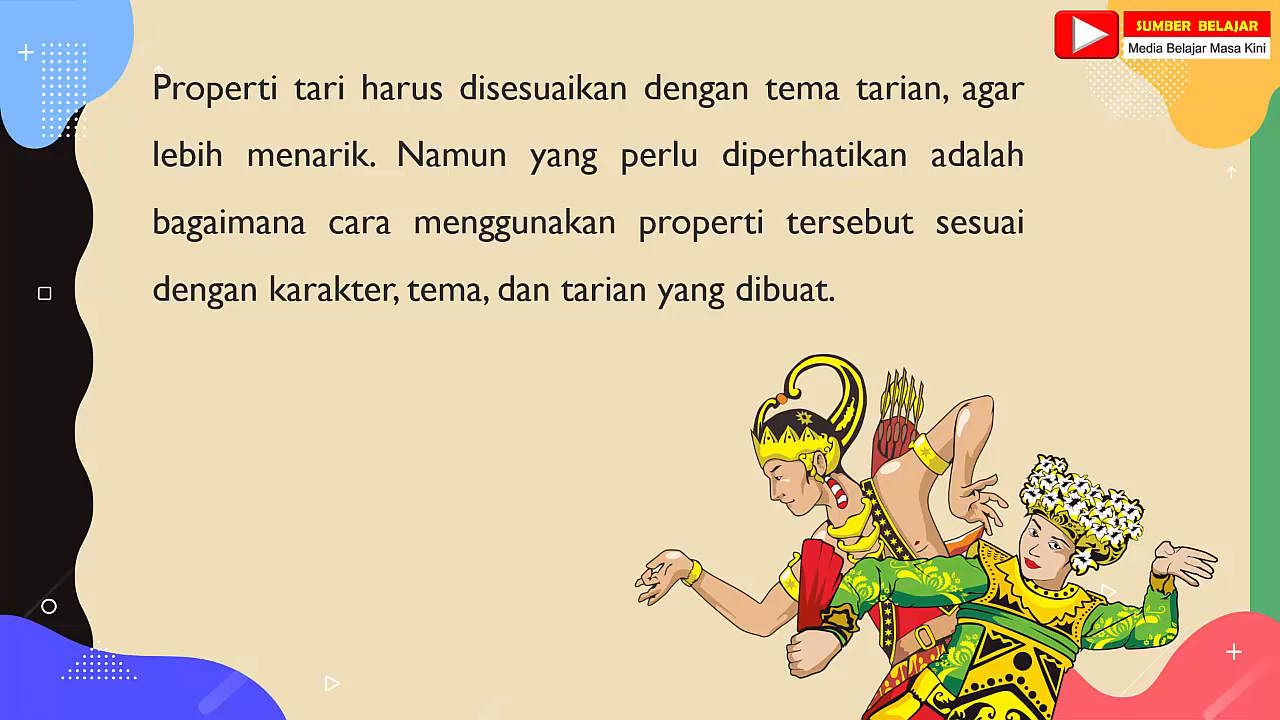 SUMBER BELAJAR
Media Belajar Masa Kini
Properti tari harus disesuaikan dengan tema tarian, agar
lebih menarik. Namun yang perlu diperhatikan adalah
bagaimana cara menggunakan properti tersebut sesuai
dengan karakter, tema, dan tarian yang dibuat.